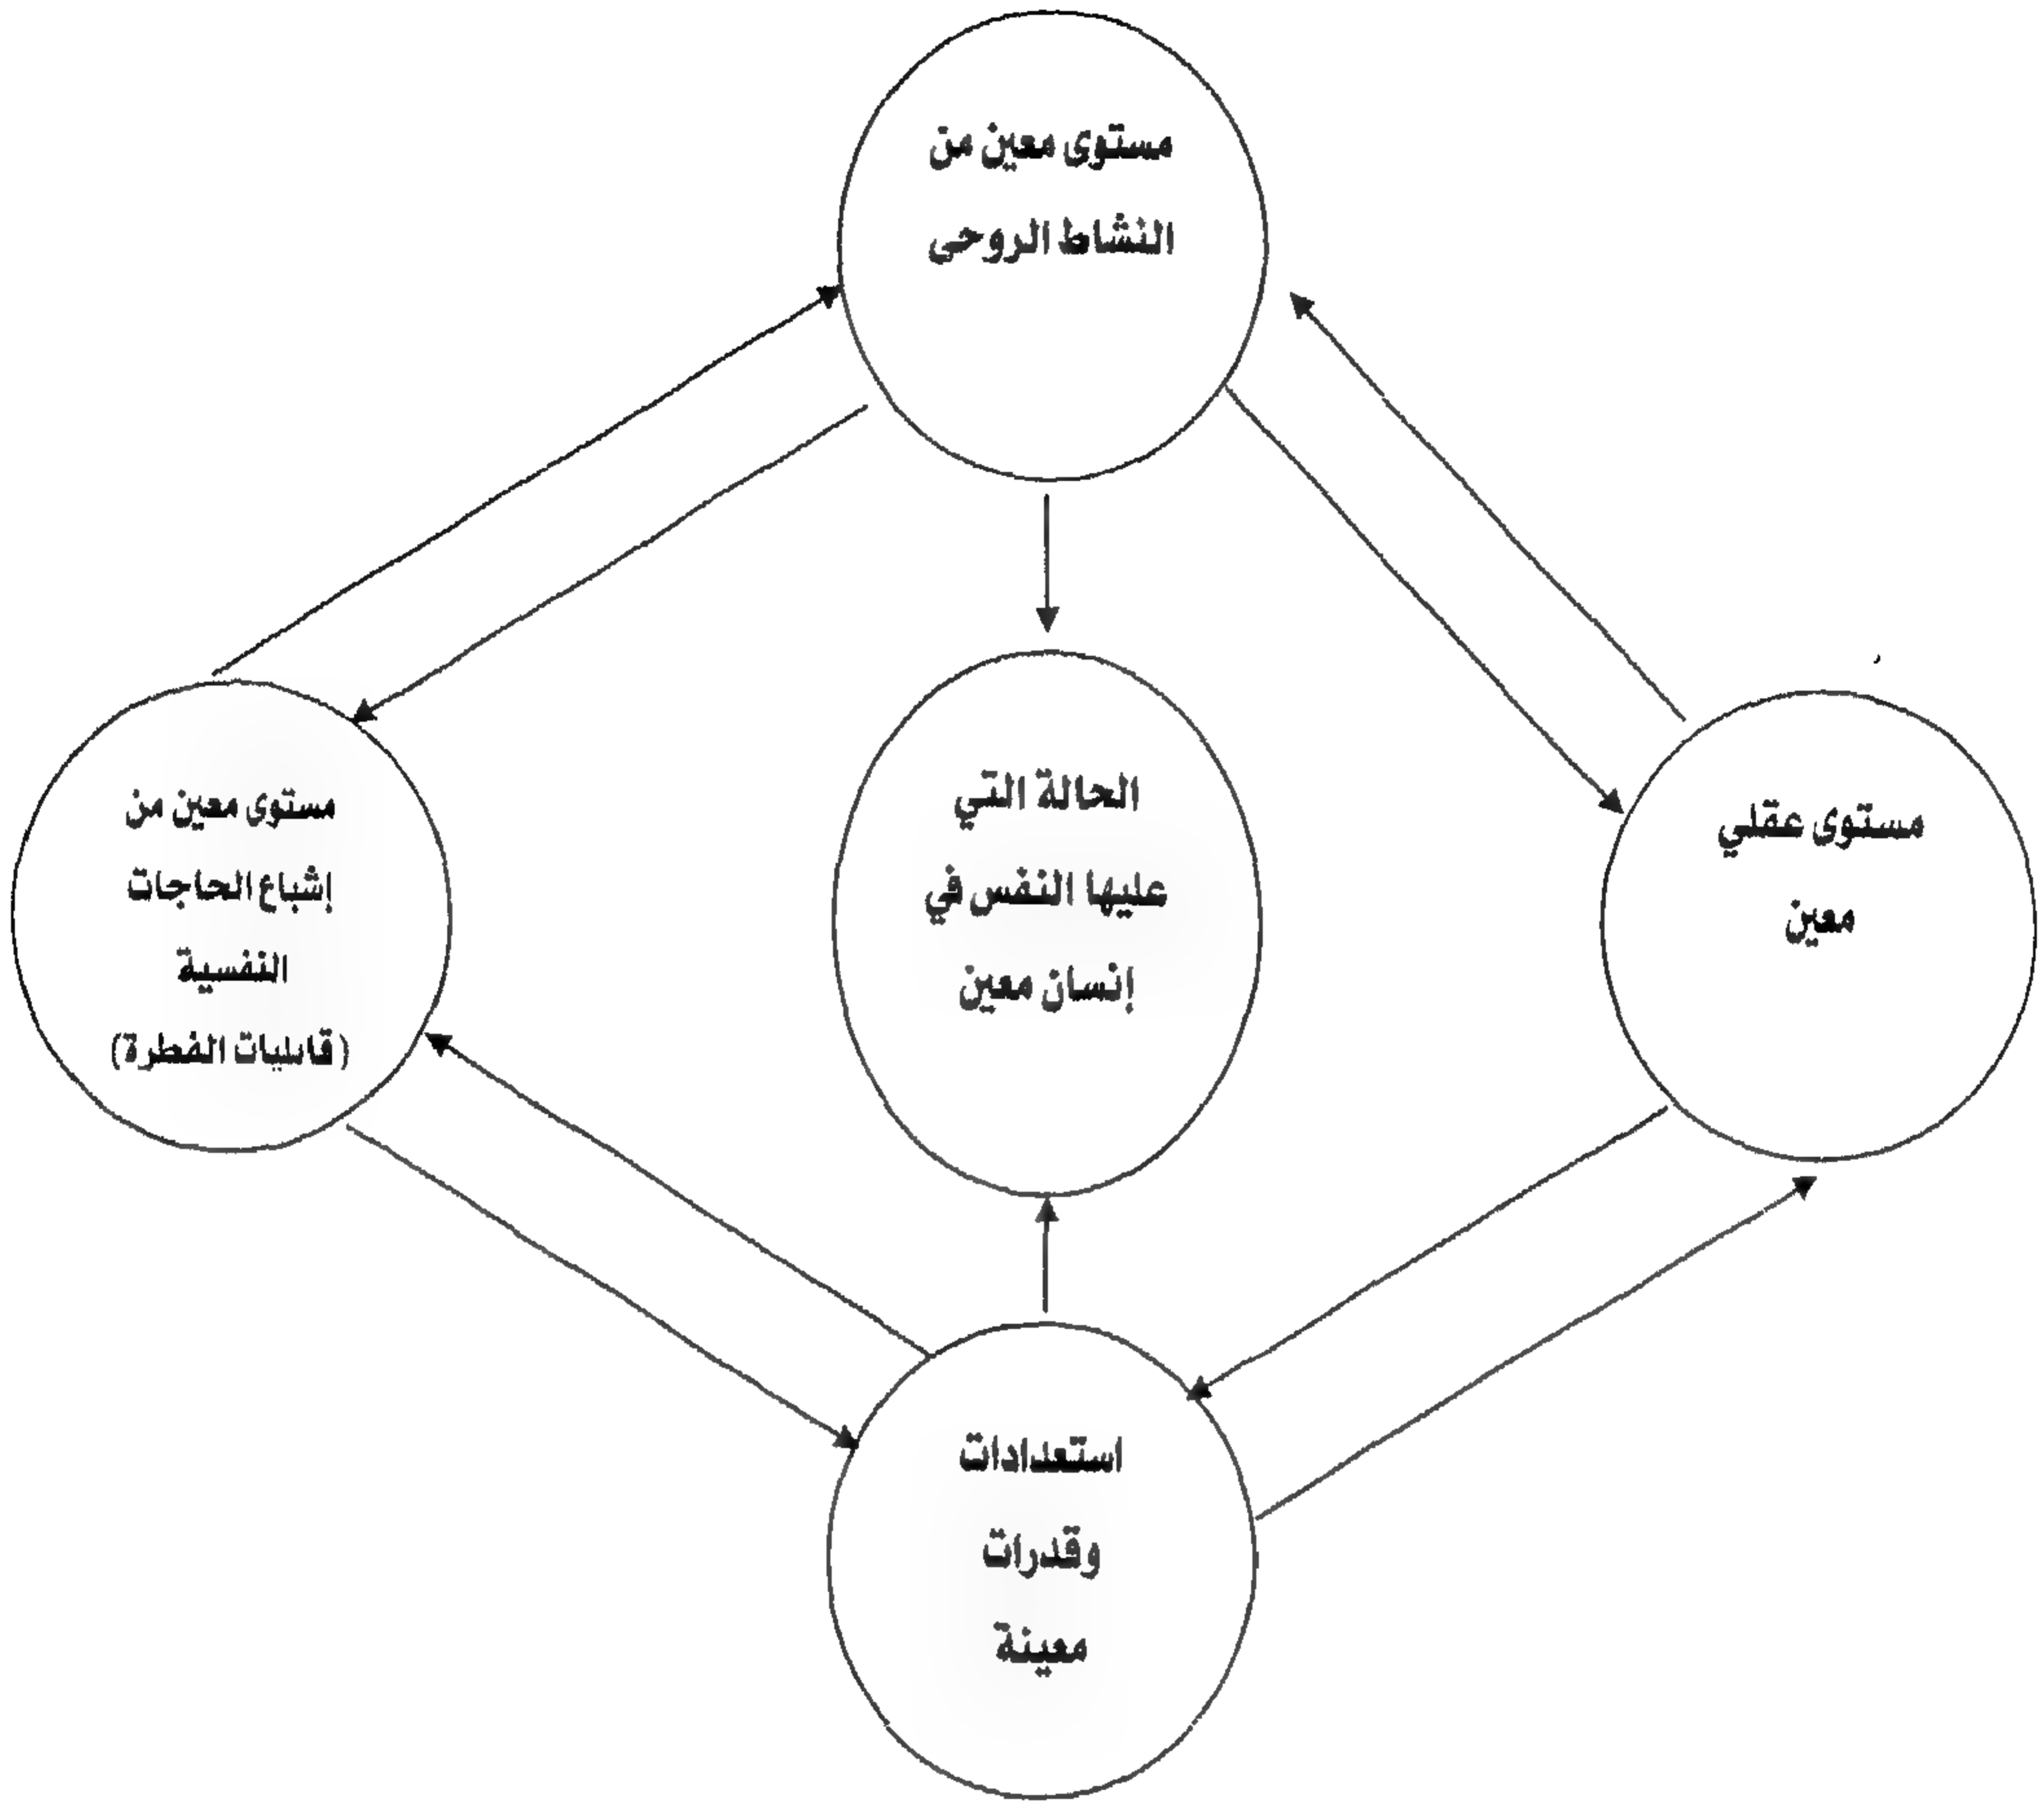 مستوى معين من
النشاط الروحى
مستوى عقلي
معين
الحالة التي
عليها النفس في
إنسان معين
مستوى معين من
إشباع الحاجات
النفسية
(قابليات الفطرة)
استعدادات
وقدرات
معينة